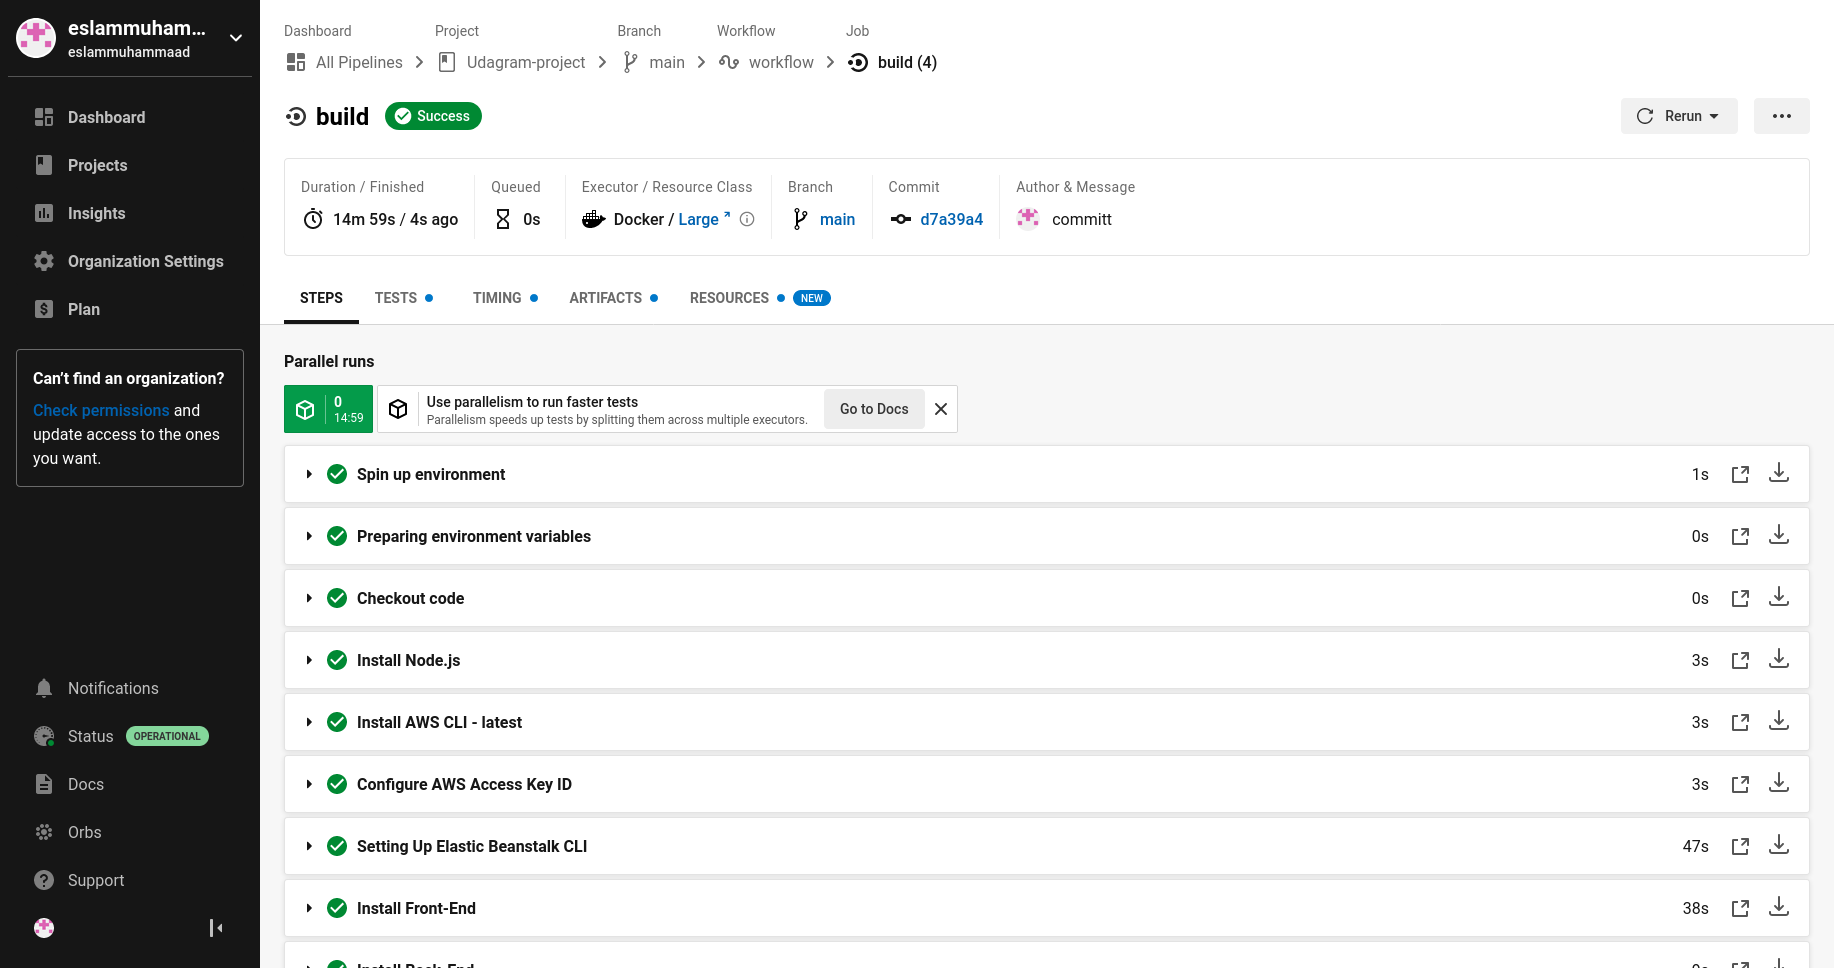 eslammuham...
eslammuhammaad
Dashboard
Projects
Insights
Organization Settings
Plan
Can't find an organization?
Check permissions and
update access to the ones
you want.
Notifications
Status OPERATIONAL
Docs
Orbs
Support
Dashboard Project Branch Workflow Job
All Pipelines Udagram-project main workflow build (4)
build Success Rerun
Duration / Finished Queued Executor / Resource Class Branch Commit Author & Message
14m 59s / 4s ago 0s Docker / Large main d7a39a4 committ
STEPS TESTS TIMING ARTIFACTS RESOURCES NEW
Parallel runs
0
14:59
Use parallelism to run faster tests
Parallelism speeds up tests by splitting them across multiple executors.
Go to Docs
Spin up environment 1s
Preparing environment variables 0s
Checkout code 0s
Install Node.js 3s
Install AWS CLI - latest 3s
Configure AWS Access Key ID 3s
Setting Up Elastic Beanstalk CLI 47s
Install Front-End 38s
Install Back-End